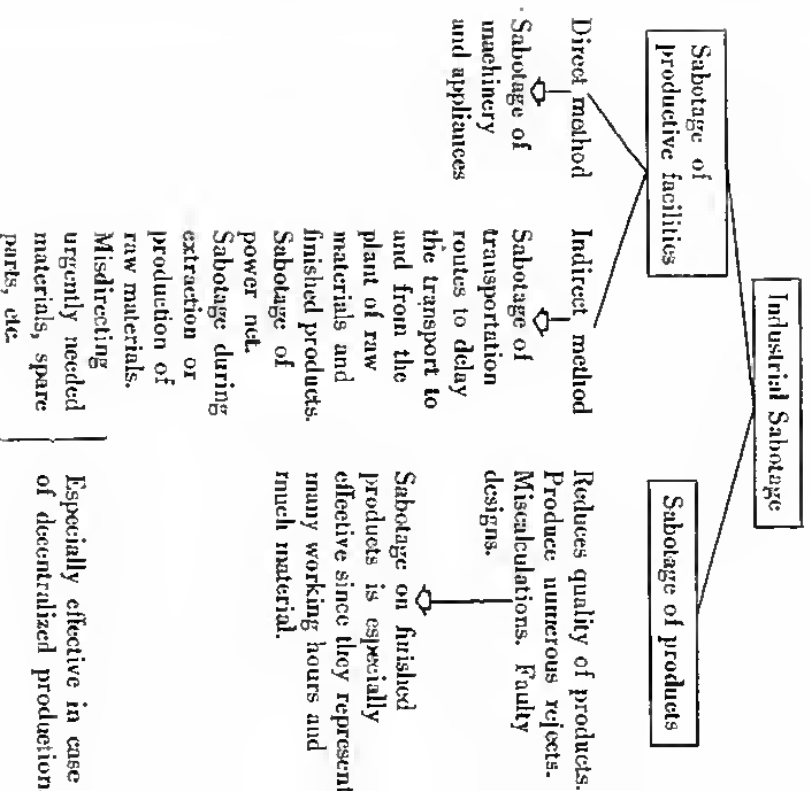 Industrial Sabotage
Sabotage of
productive facilities
Sabotage of products
Direct method
Sabotage of
machinery
and appliances
Indirect method
Sabotage of
transportation
routes to delay
the transport to
and from the
plant of raw
materials and
finished products.
Sabotage of
power net.
Sabotage during
extraction or
production of
raw materials.
Misdirecting
urgently needed
materials, spare
parts, etc.
Reduces quality of products.
Produce numerous rejects.
Miscalculations. Faulty
designs.
Sabotage on finished
products is especially
effective since they represent
many working hours and
much material.
Especially effective in case
of decentralized production